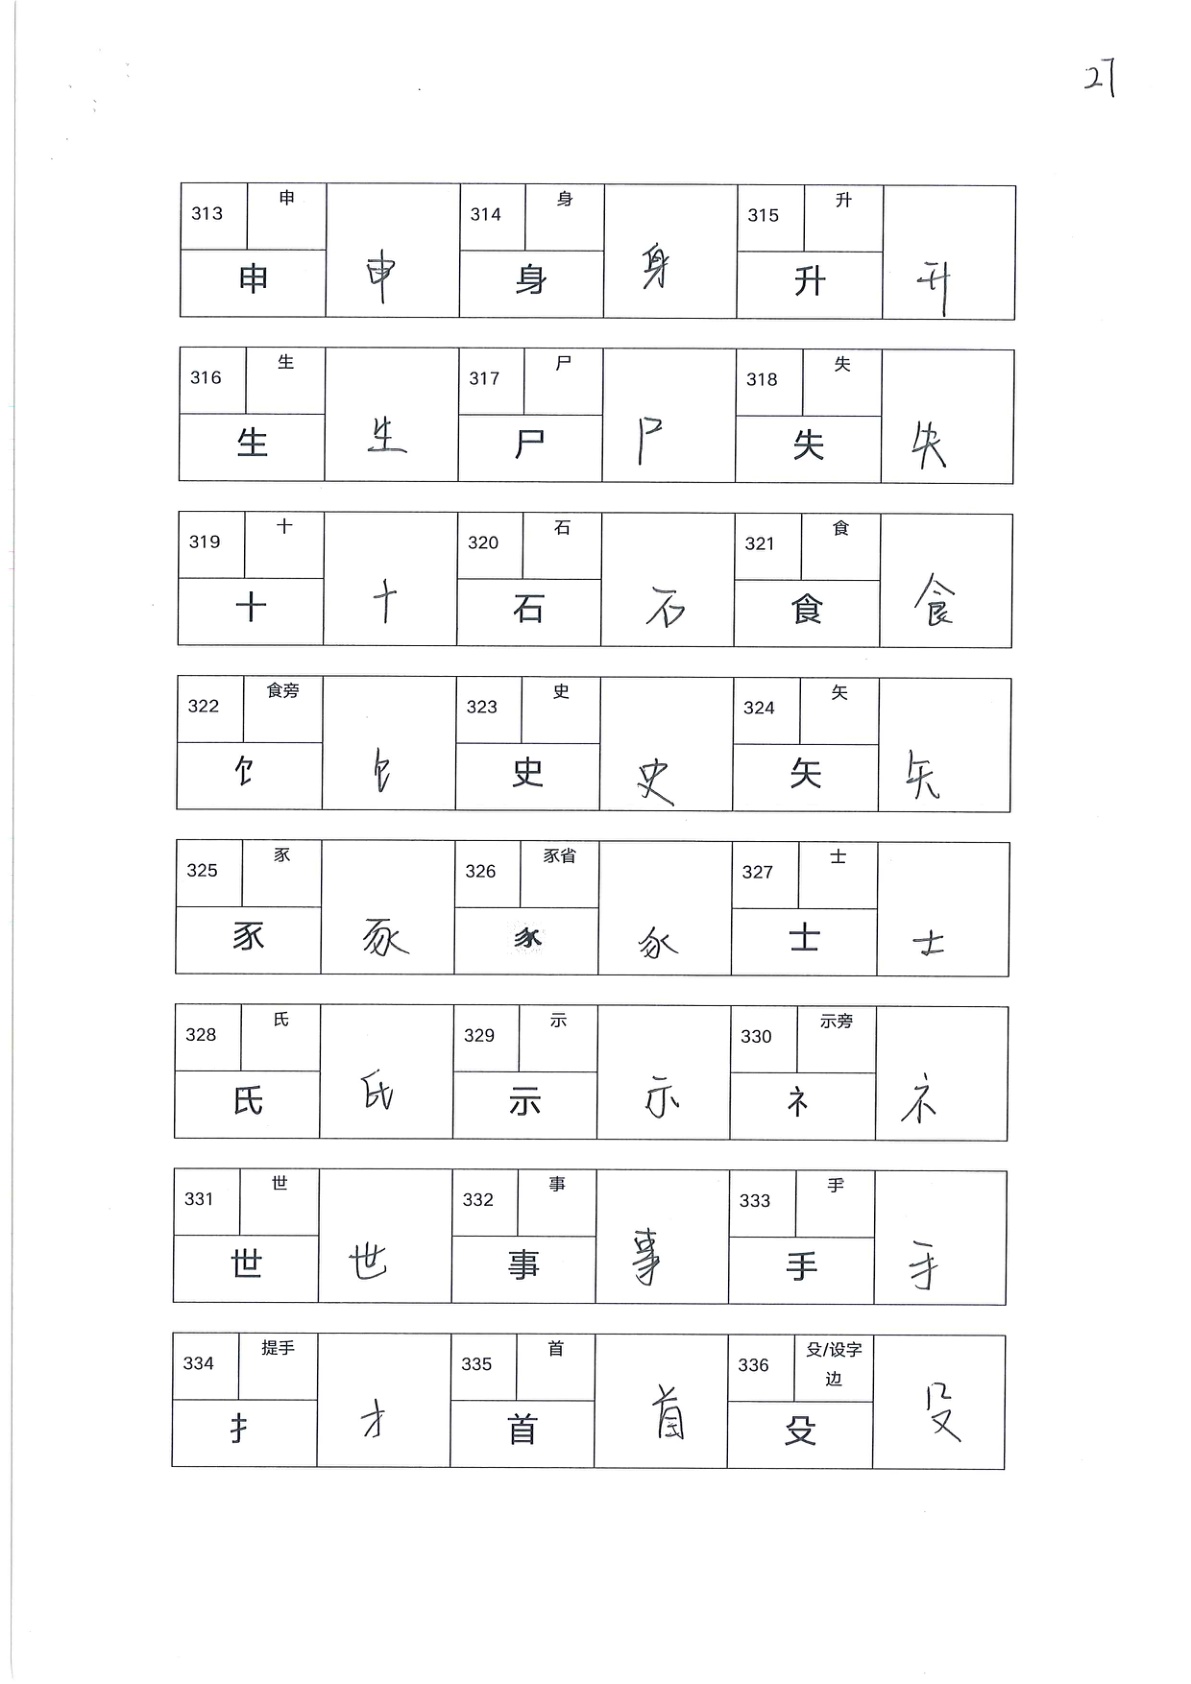 27
313 申 314 身 315 升
申 申 身 身 升 升
316 生 317 尸 318 失
生 生 尸 尸 失 失
319 十 320 石 321 食
十 十 石 石 食 食
322 食旁 323 史 324 矢
饣 饣 史 史 矢 矢
325 豕 326 豕省 327 士
豕 豕 𧰨 𧰨 士 士
328 氏 329 示 330 示旁
氏 氏 示 示 礻 礻
331 世 332 事 333 手
世 世 事 事 手 手
334 提手 335 首 336 殳/设字
边
扌 扌 首 首 殳 殳